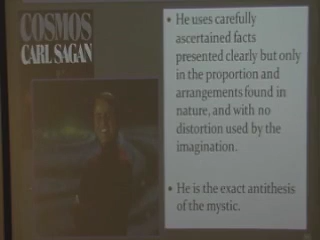 COSMOS
CARL SAGAN
• He uses carefully
ascertained facts
presented clearly but only
in the proportion and
arrangements found in
nature, and with no
distortion used by the
imagination.
• He is the exact antithesis
of the mystic.